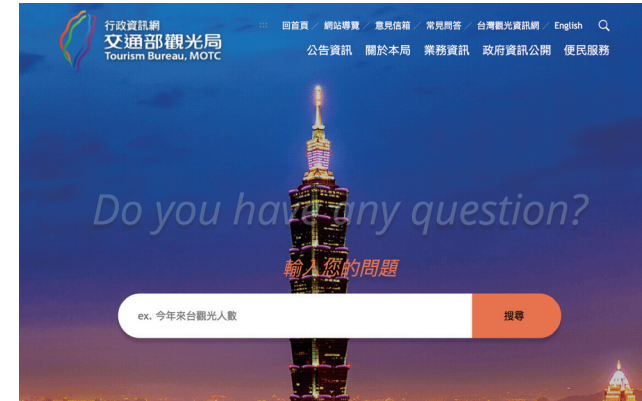 行政資訊網
交通部觀光局
Tourism Bureau, MOTC
::: 回首頁 / 網站導覽 / 意見信箱 / 常見問答 / 台灣觀光資訊網 / English
公告資訊 關於本局 業務資訊 政府資訊公開 便民服務
Do you have any question?
輸入您的問題
ex. 今年來台觀光人數
搜尋